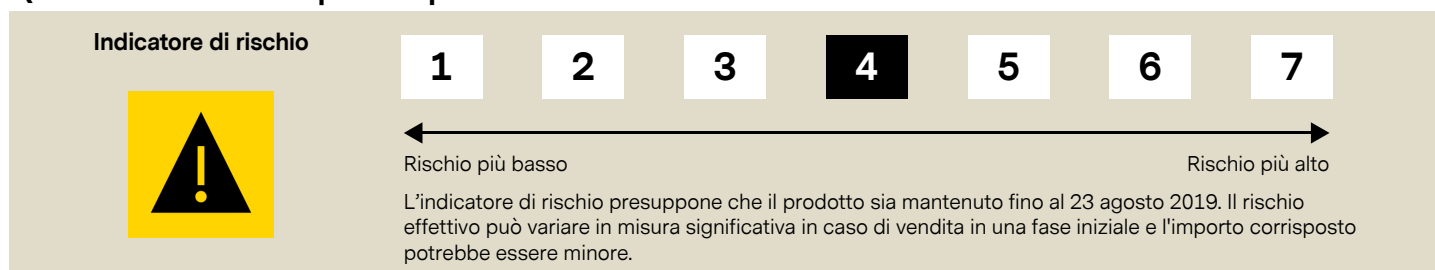 Indicatore di rischio
1 2 3 4 5 6 7
Rischio più basso
Rischio più alto
L'indicatore di rischio presuppone che il prodotto sia mantenuto fino al 23 agosto 2019. Il rischio
effettivo può variare in misura significativa in caso di vendita in una fase iniziale e l'importo corrisposto
potrebbe essere minore.